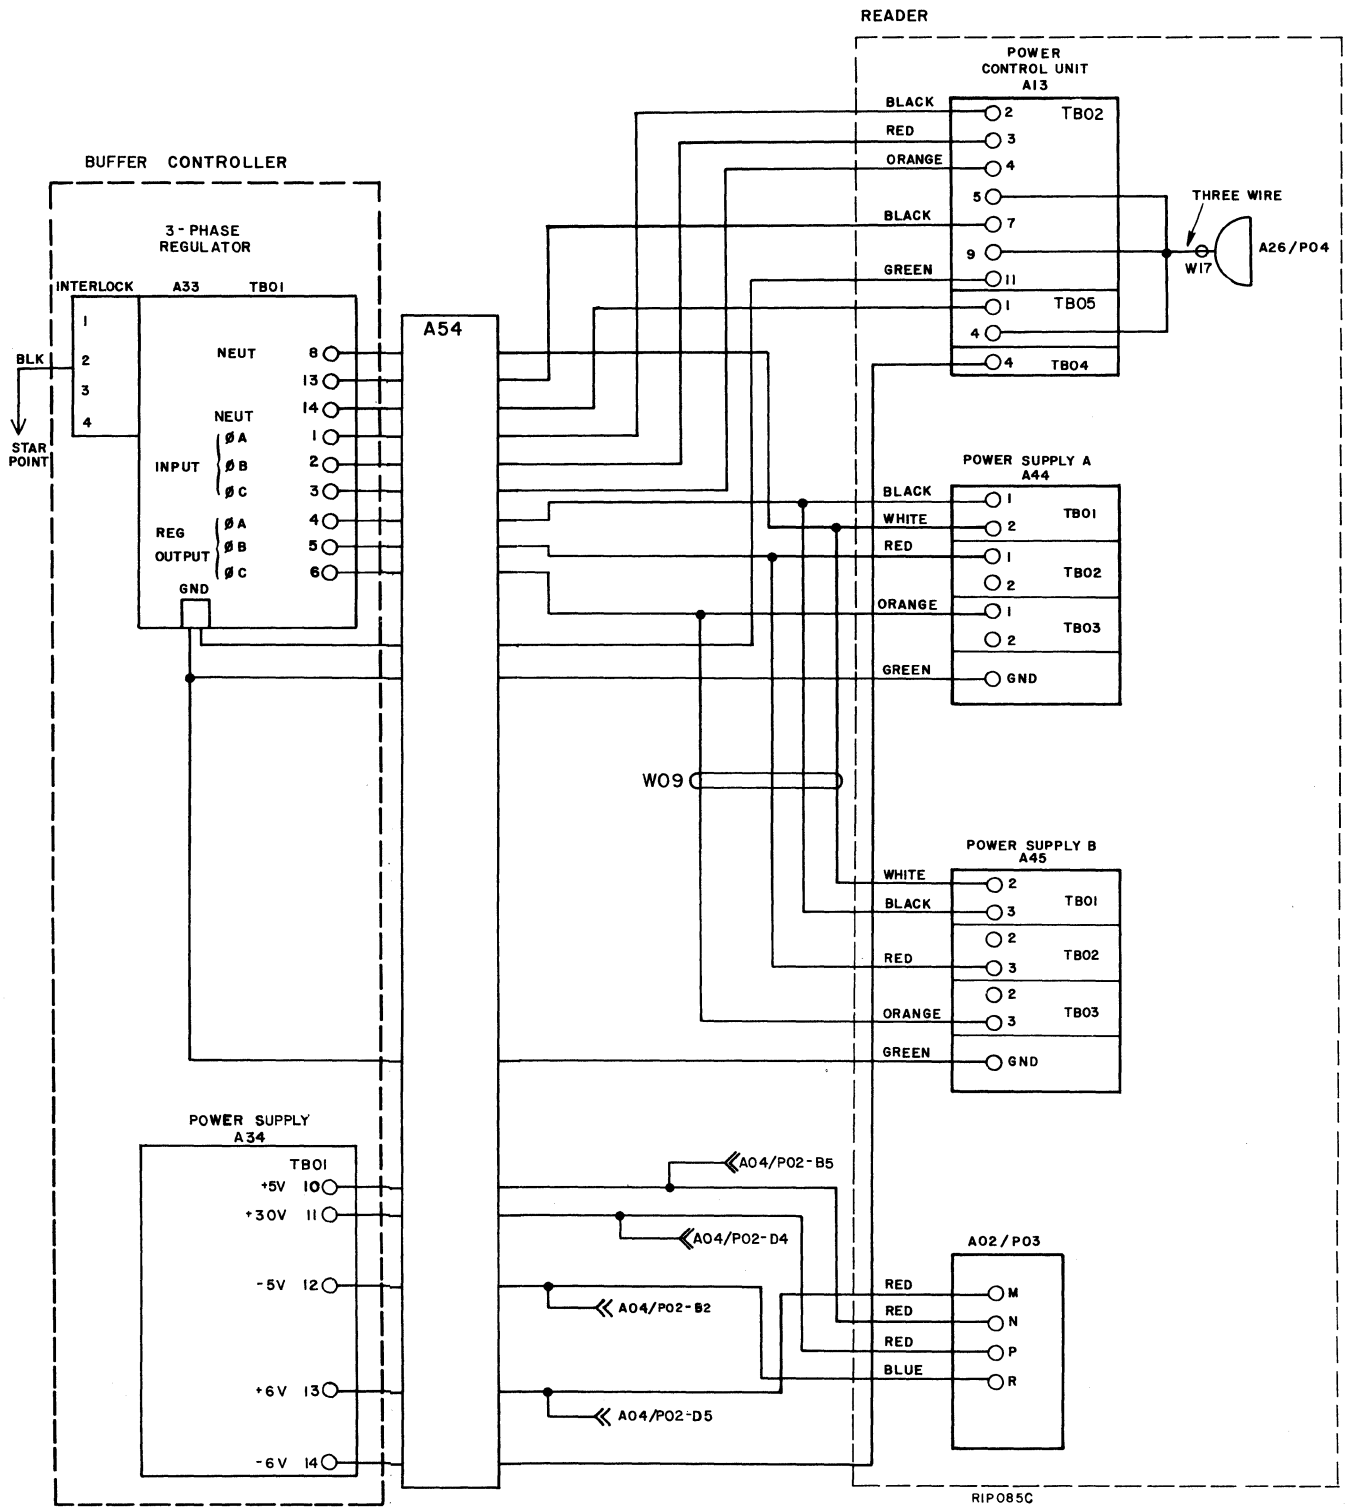 READER
POWER
CONTROL UNIT
A13
BLACK
2
TB02
RED
3
ORANGE
4
5
THREE WIRE
BLACK
7
9
W17
A26/P04
GREEN
11
1
TB05
4
4
TB04
BUFFER CONTROLLER
3-PHASE
REGULATOR
INTERLOCK
A33
TB01
1
2
3
4
BLK
STAR
POINT
NEUT
8
13
14
NEUT
INPUT
ØA
1
ØB
2
ØC
3
REG
OUTPUT
ØA
4
ØB
5
ØC
6
GND
A54
POWER SUPPLY A
A44
BLACK
1
TB01
WHITE
2
RED
1
TB02
2
ORANGE
1
TB03
2
GREEN
GND
W09
POWER SUPPLY B
A45
WHITE
2
TB01
BLACK
3
2
TB02
RED
3
2
TB03
ORANGE
3
GREEN
GND
POWER SUPPLY
A34
TB01
+5V 10
+30V 11
-5V 12
+6V 13
-6V 14
A04/P02-B5
A04/P02-D4
A04/P02-B2
A04/P02-D5
A02/P03
RED
M
RED
N
RED
P
BLUE
R
RIP085C